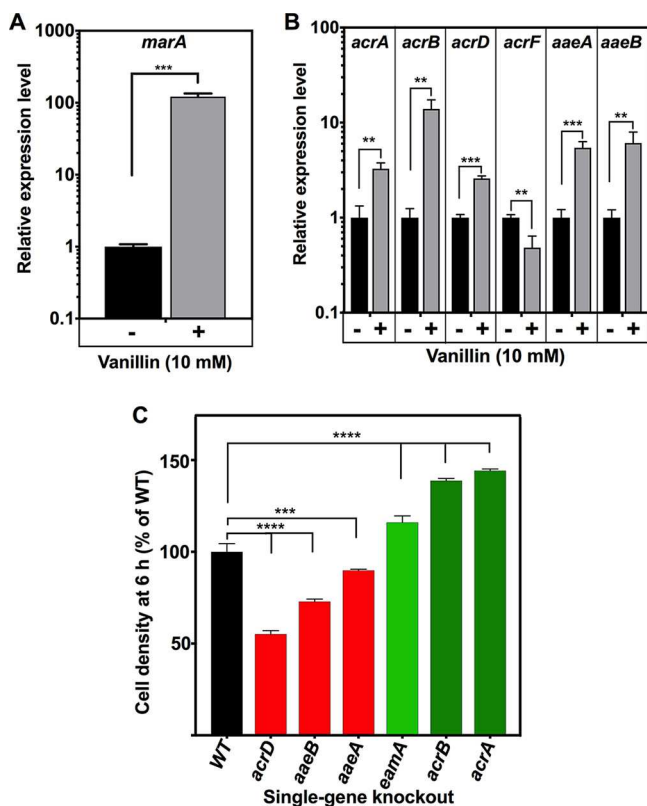 A
marA
Relative expression level
1000
100
10
1
0.1
***
- +
Vanillin (10 mM)
B
acrA acrB acrD acrF aaeA aaeB
Relative expression level
100
10
1
0.1
** ** *** ** *** **
- + - + - + - + - + - +
Vanillin (10 mM)
C
Cell density at 6 h (% of WT)
150
100
50
****
***
****
WT acrD aaeB aaeA eamA acrB acrA
Single-gene knockout